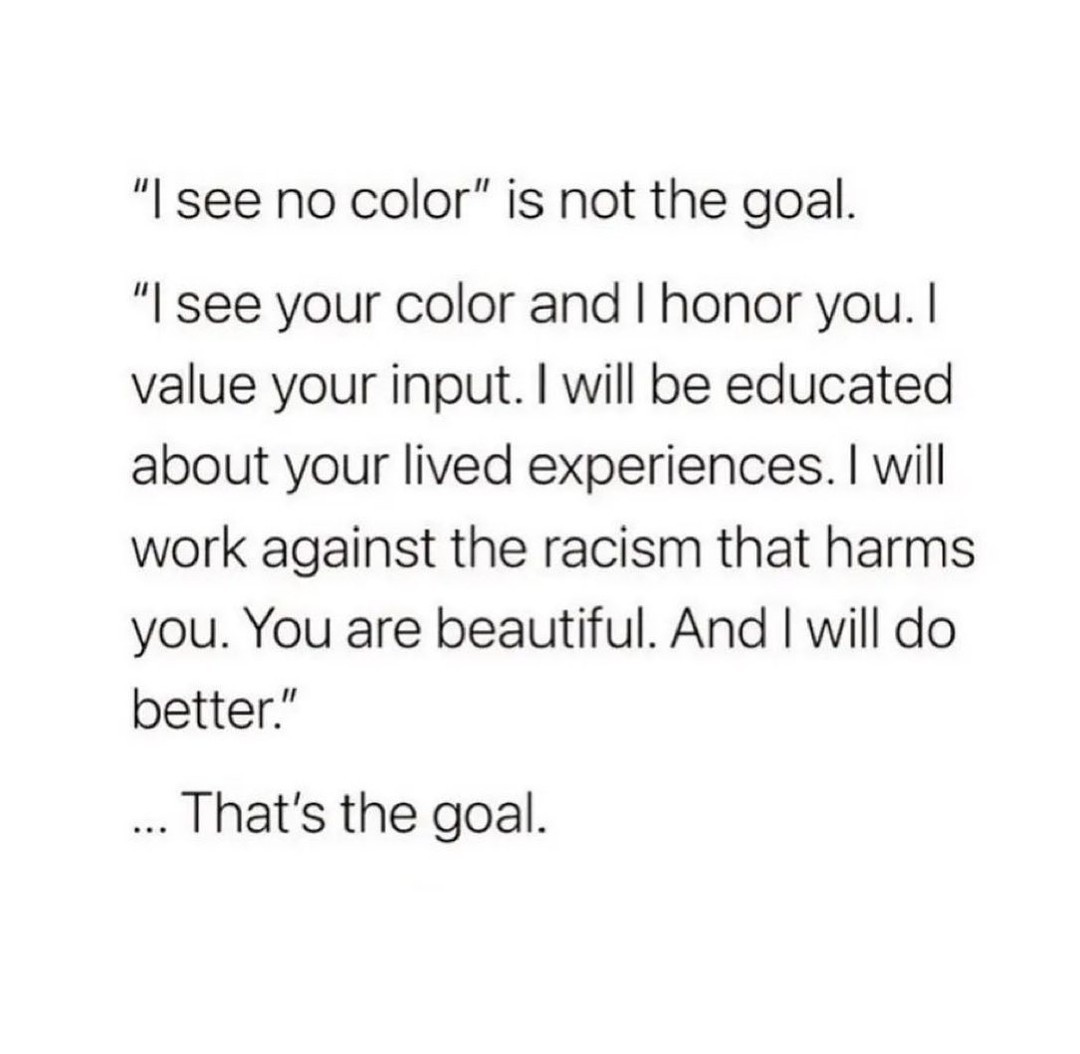 "I see no color" is not the goal.
"I see your color and I honor you. I
value your input. I will be educated
about your lived experiences. I will
work against the racism that harms
you. You are beautiful. And I will do
better."
... That's the goal.